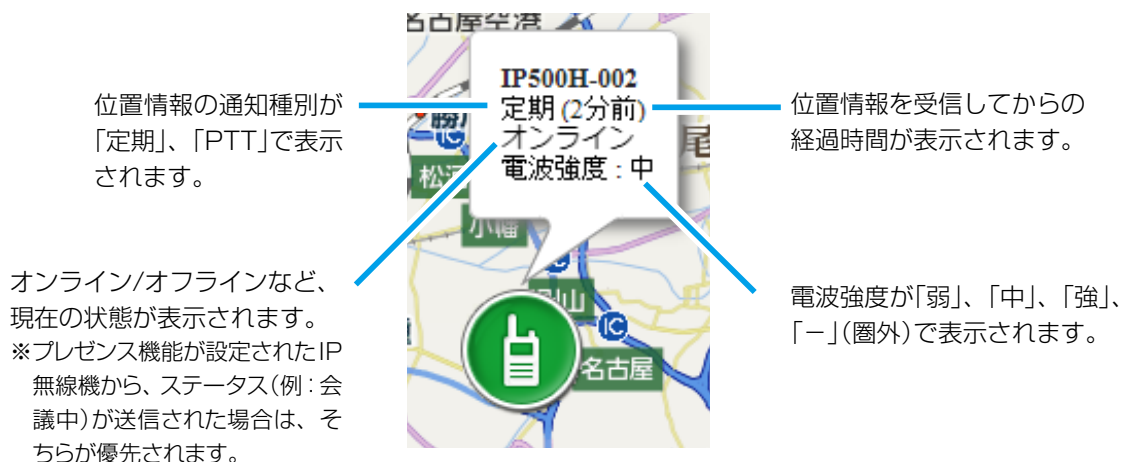 名古屋空港
IP500H-002
定期 (2分前)
オンライン
電波強度 : 中
位置情報の通知種別が
「定期」、「PTT」で表示
されます。
位置情報を受信してからの
経過時間が表示されます。
勝川
IC
尾
松河
小幡
オンライン/オフラインなど、
現在の状態が表示されます。
※プレゼンス機能が設定されたIP
無線機から、ステータス(例:会
議中)が送信された場合は、そ
ちらが優先されます。
電波強度が「弱」、「中」、「強」、
「－」(圏外)で表示されます。
山
IC
名古屋